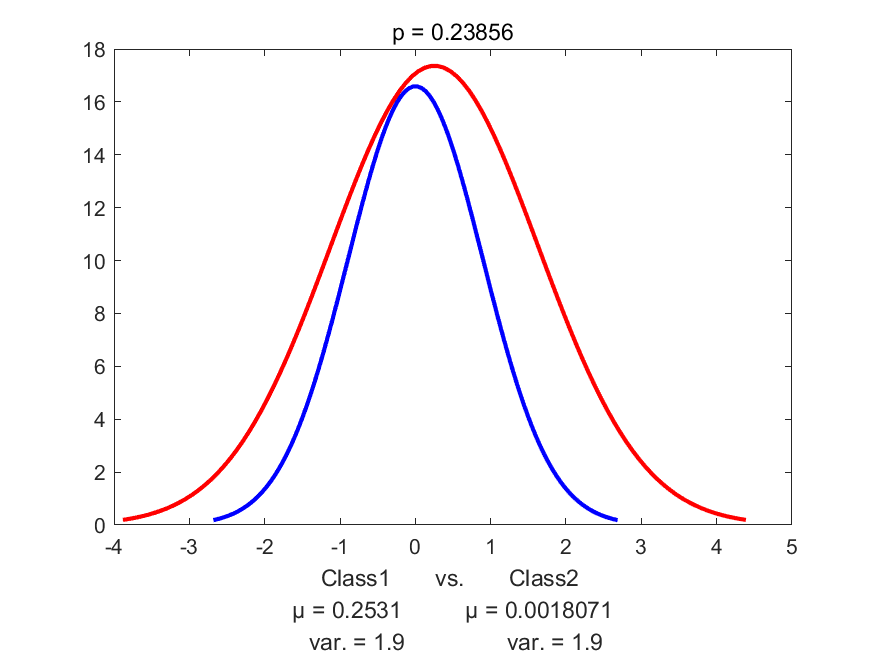 p = 0.23856
18
16
14
12
10
8
6
4
2
0
-4 -3 -2 -1 0 1 2 3 4 5
Class1 vs. Class2
μ = 0.2531 μ = 0.0018071
var. = 1.9 var. = 1.9